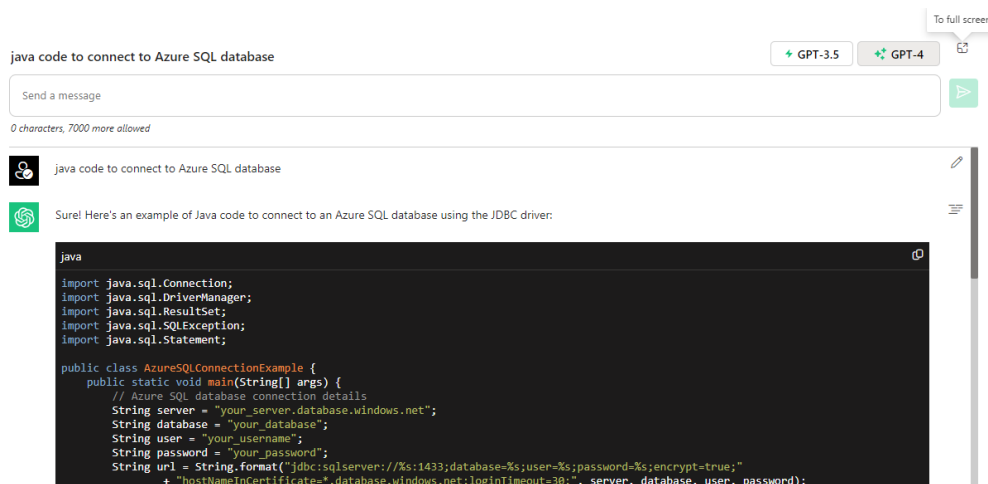 To full screen
java code to connect to Azure SQL database
GPT-3.5
GPT-4
Send a message
0 characters, 7000 more allowed
java code to connect to Azure SQL database
Sure! Here's an example of Java code to connect to an Azure SQL database using the JDBC driver:
java
import java.sql.Connection;
import java.sql.DriverManager;
import java.sql.ResultSet;
import java.sql.SQLException;
import java.sql.Statement;
public class AzureSQLConnectionExample {
public static void main(String[] args) {
// Azure SQL database connection details
String server = "your_server.database.windows.net";
String database = "your_database";
String user = "your_username";
String password = "your_password";
String url = String.format("jdbc:sqlserver://%s:1433;database=%s;user=%s;password=%s;encrypt=true;"
+ "hostNameInCertificate=*.database.windows.net;loginTimeout=30;", server, database, user, password);